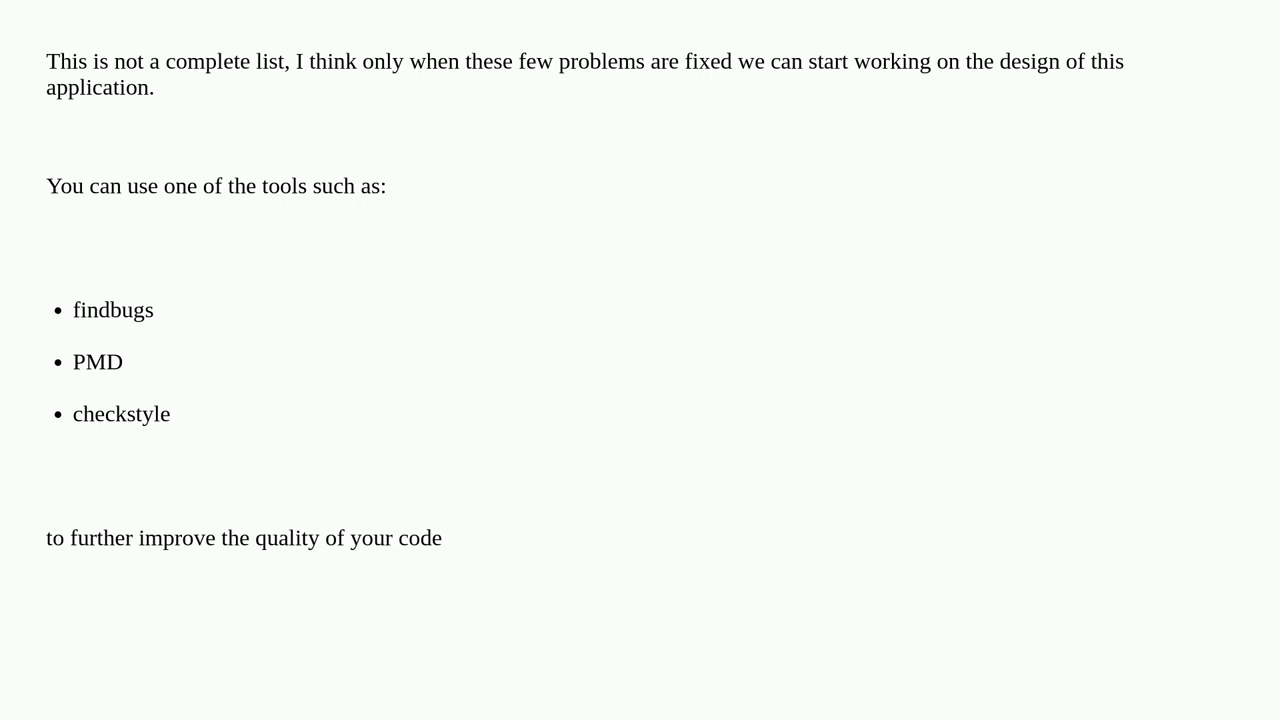 This is not a complete list, I think only when these few problems are fixed we can start working on the design of this
application.
You can use one of the tools such as:
• findbugs
• PMD
• checkstyle
to further improve the quality of your code